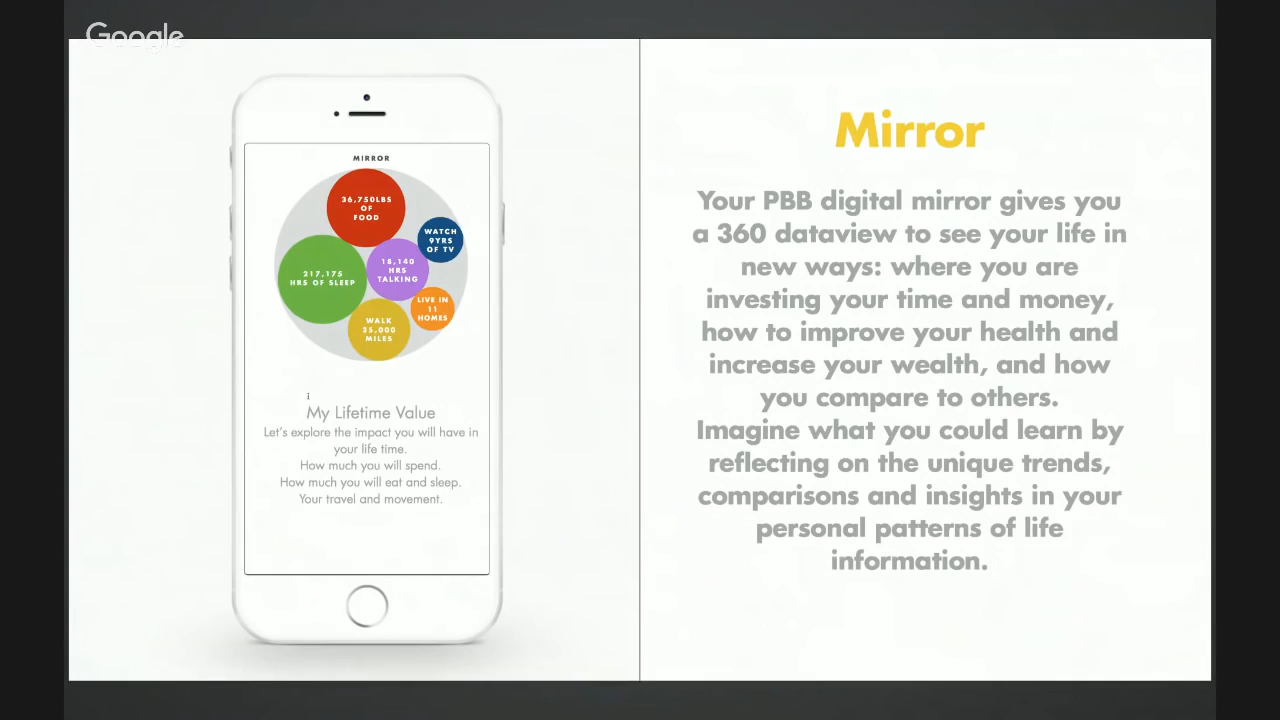 Google
MIRROR
36,750LBS
OF
FOOD
WATCH
9YRS
OF TV
18,140
HRS
TALKING
217,175
HRS OF SLEEP
LIVE IN
11
HOMES
WALK
35,000
MILES
i
My Lifetime Value
Let's explore the impact you will have in
your life time.
How much you will spend.
How much you will eat and sleep.
Your travel and movement.
Mirror
Your PBB digital mirror gives you
a 360 dataview to see your life in
new ways: where you are
investing your time and money,
how to improve your health and
increase your wealth, and how
you compare to others.
Imagine what you could learn by
reflecting on the unique trends,
comparisons and insights in your
personal patterns of life
information.